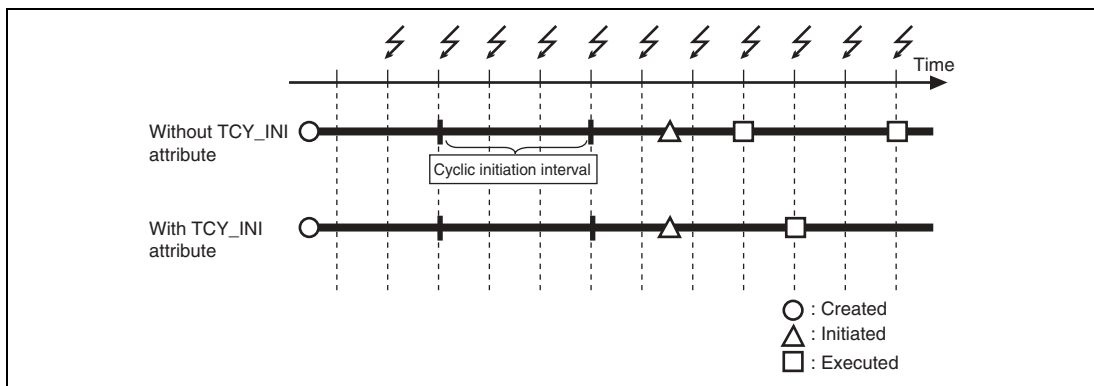 Time
Without TCY_INI
attribute
Cyclic initiation interval
With TCY_INI
attribute
: Created
: Initiated
: Executed